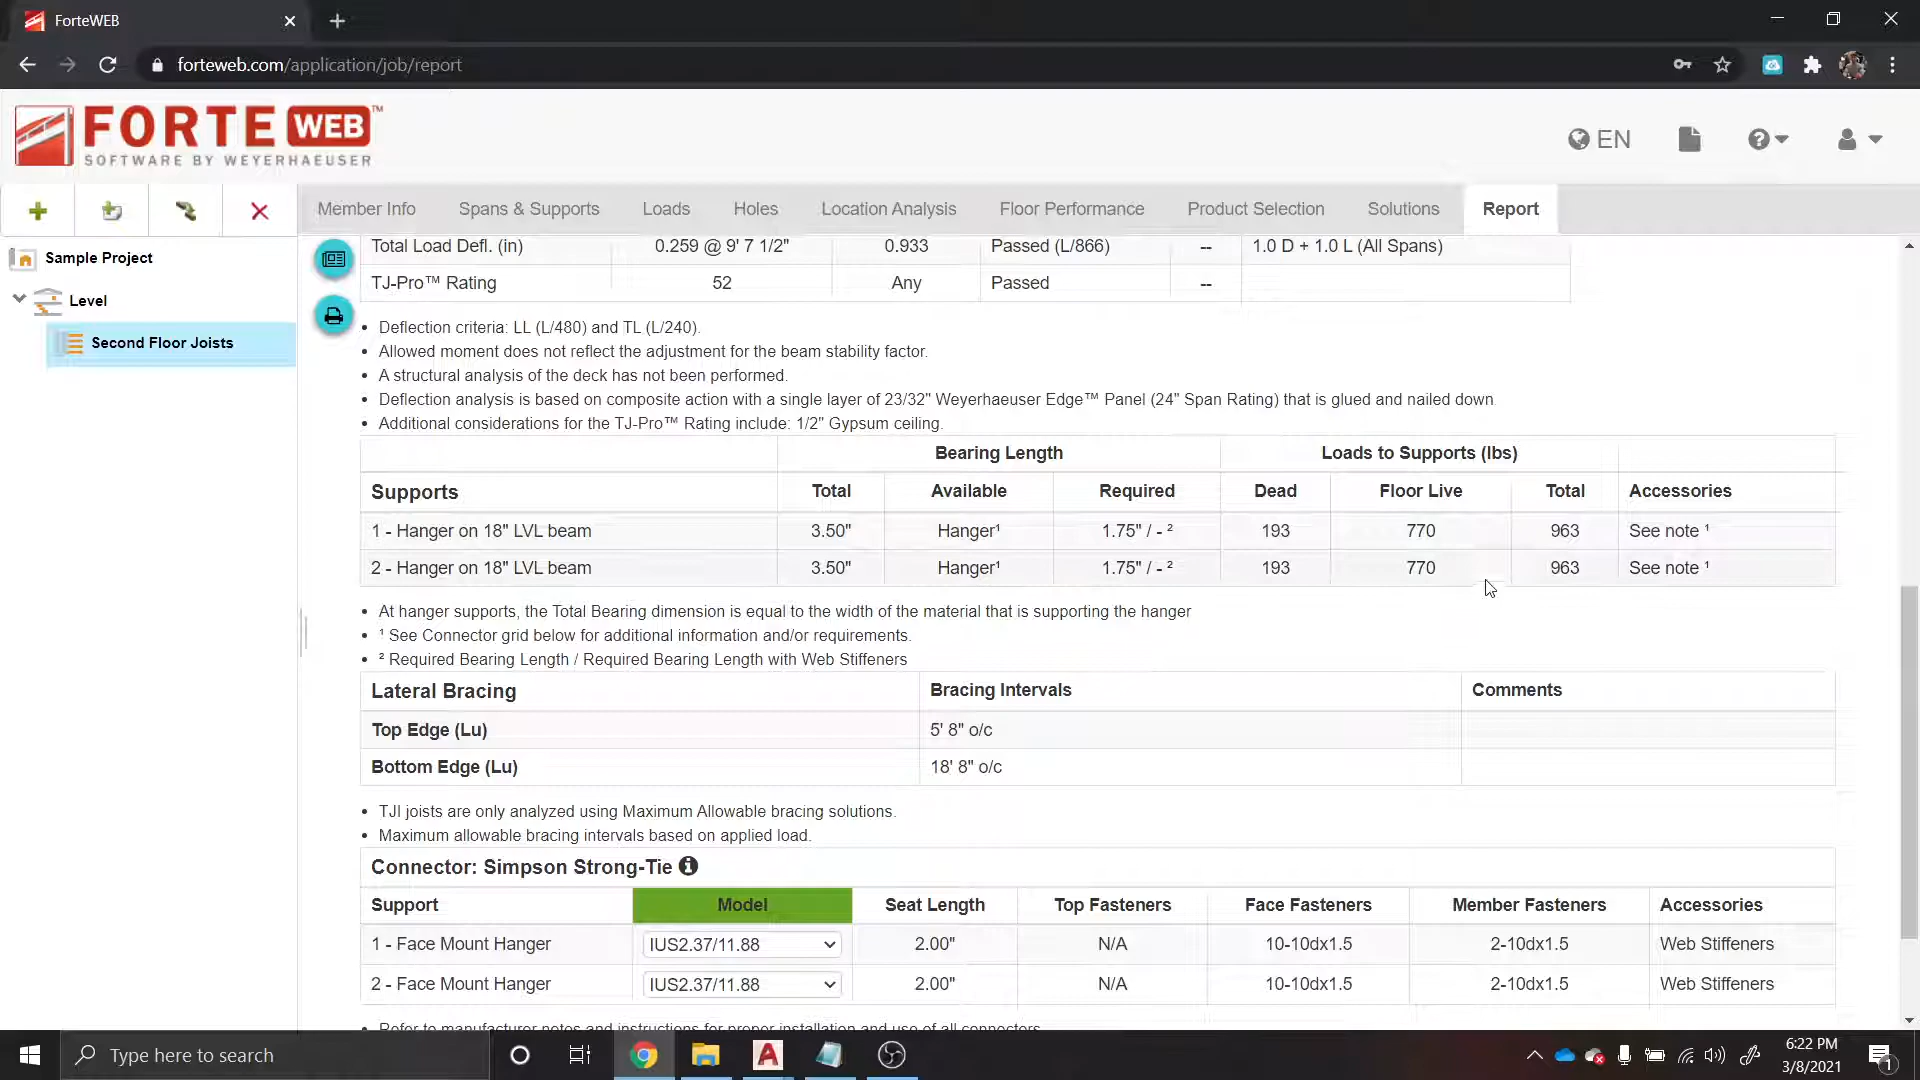 ForteWEB
forteweb.com/application/job/report
FORTE WEB™
SOFTWARE BY WEYERHAEUSER
EN
Member Info Spans & Supports Loads Holes Location Analysis Floor Performance Product Selection Solutions Report
Sample Project
Level
Second Floor Joists
Total Load Defl. (in) 0.259 @ 9' 7 1/2" 0.933 Passed (L/866) -- 1.0 D + 1.0 L (All Spans)
TJ-Pro™ Rating 52 Any Passed --
• Deflection criteria: LL (L/480) and TL (L/240).
• Allowed moment does not reflect the adjustment for the beam stability factor.
• A structural analysis of the deck has not been performed.
• Deflection analysis is based on composite action with a single layer of 23/32" Weyerhaeuser Edge™ Panel (24" Span Rating) that is glued and nailed down.
• Additional considerations for the TJ-Pro™ Rating include: 1/2" Gypsum ceiling.
Bearing Length Loads to Supports (lbs)
Supports Total Available Required Dead Floor Live Total Accessories
1 - Hanger on 18" LVL beam 3.50" Hanger¹ 1.75" / - ² 193 770 963 See note ¹
2 - Hanger on 18" LVL beam 3.50" Hanger¹ 1.75" / - ² 193 770 963 See note ¹
• At hanger supports, the Total Bearing dimension is equal to the width of the material that is supporting the hanger
• ¹ See Connector grid below for additional information and/or requirements.
• ² Required Bearing Length / Required Bearing Length with Web Stiffeners
Lateral Bracing Bracing Intervals Comments
Top Edge (Lu) 5' 8" o/c
Bottom Edge (Lu) 18' 8" o/c
• TJI joists are only analyzed using Maximum Allowable bracing solutions.
• Maximum allowable bracing intervals based on applied load.
Connector: Simpson Strong-Tie
Support Model Seat Length Top Fasteners Face Fasteners Member Fasteners Accessories
1 - Face Mount Hanger IUS2.37/11.88 2.00" N/A 10-10dx1.5 2-10dx1.5 Web Stiffeners
2 - Face Mount Hanger IUS2.37/11.88 2.00" N/A 10-10dx1.5 2-10dx1.5 Web Stiffeners
• Refer to manufacturer notes and instructions for proper installation and use of all connectors.
Type here to search
6:22 PM
3/8/2021
1